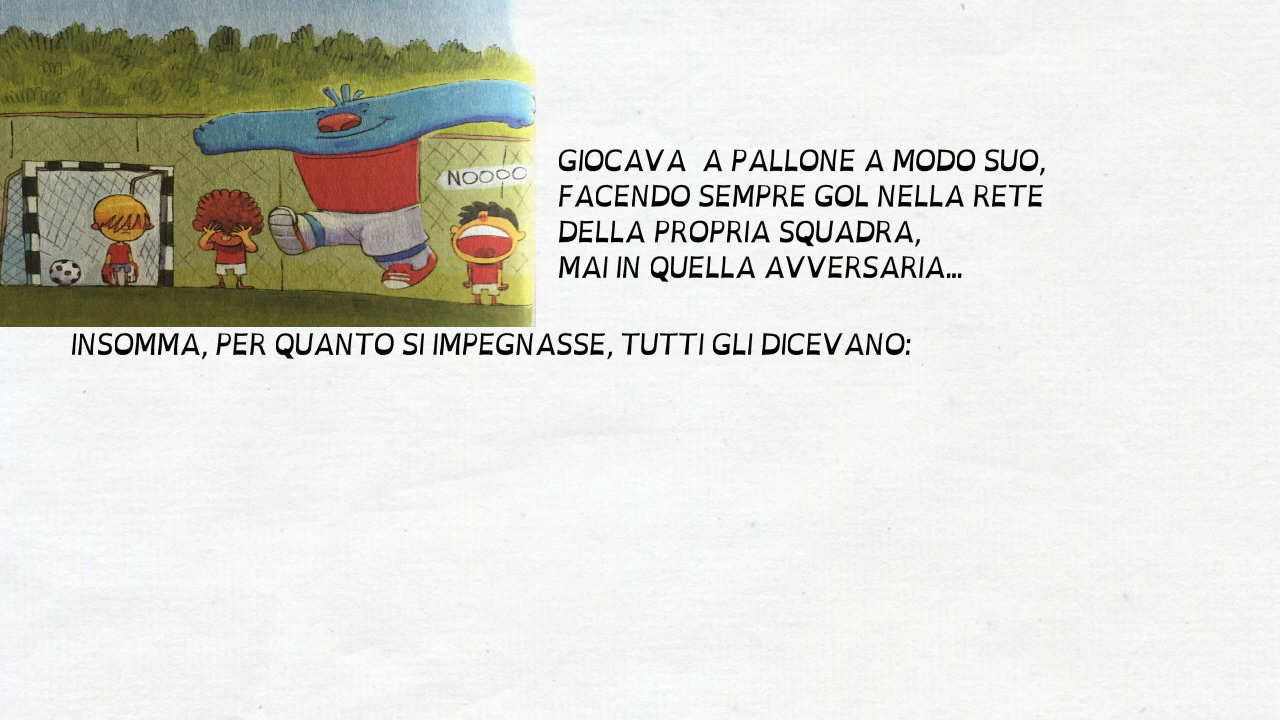 NOOOO
GIOCAVA A PALLONE A MODO SUO,
FACENDO SEMPRE GOL NELLA RETE
DELLA PROPRIA SQUADRA,
MAI IN QUELLA AVVERSARIA...
INSOMMA, PER QUANTO SI IMPEGNASSE, TUTTI GLI DICEVANO: